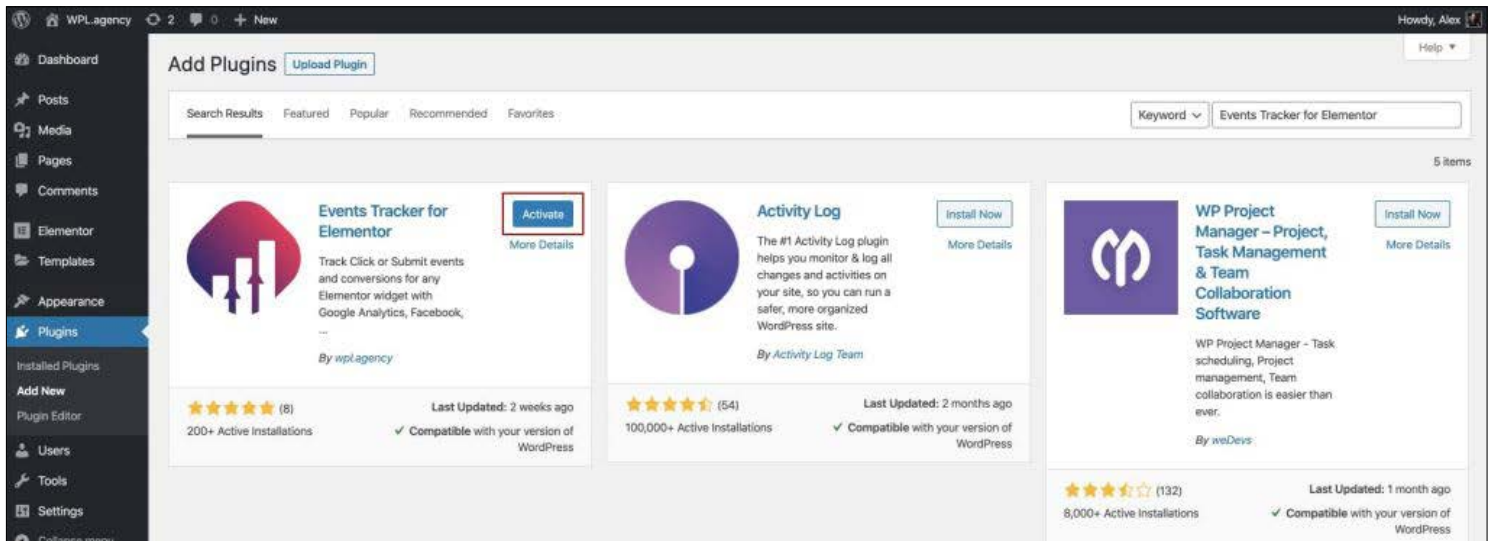 WPL.agency 2 0 + New Howdy, Alex
Help
Dashboard
Posts
Media
Pages
Comments
Elementor
Templates
Appearance
Plugins
Installed Plugins
Add New
Plugin Editor
Users
Tools
Settings
Collapse menu
Add Plugins Upload Plugin
Search Results Featured Popular Recommended Favorites Keyword Events Tracker for Elementor
5 items
Events Tracker for
Elementor
Activate
More Details
Track Click or Submit events
and conversions for any
Elementor widget with
Google Analytics, Facebook,
...
By wpl.agency
(8)
200+ Active Installations
Last Updated: 2 weeks ago
✓ Compatible with your version of
WordPress
Activity Log
Install Now
More Details
The #1 Activity Log plugin
helps you monitor & log all
changes and activities on
your site, so you can run a
safer, more organized
WordPress site.
By Activity Log Team
(54)
100,000+ Active Installations
Last Updated: 2 months ago
✓ Compatible with your version of
WordPress
WP Project
Manager – Project,
Task Management
& Team
Collaboration
Software
Install Now
More Details
WP Project Manager – Task
scheduling, Project
management, Team
collaboration is easier than
ever.
By weDevs
(132)
8,000+ Active Installations
Last Updated: 1 month ago
✓ Compatible with your version of
WordPress